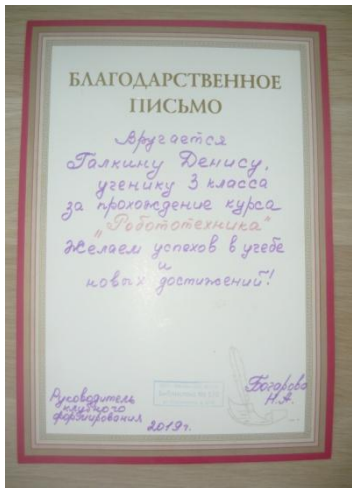 БЛАГОДАРСТВЕННОЕ
ПИСЬМО
Вручается
Галкину Денису,
ученику 3 класса
за прохождение курса
„Робототехника"
Желаем успехов в учебе
и
новых достижений!
Руководитель
клубного
формирования
Богарова
Н.А.
2019г.